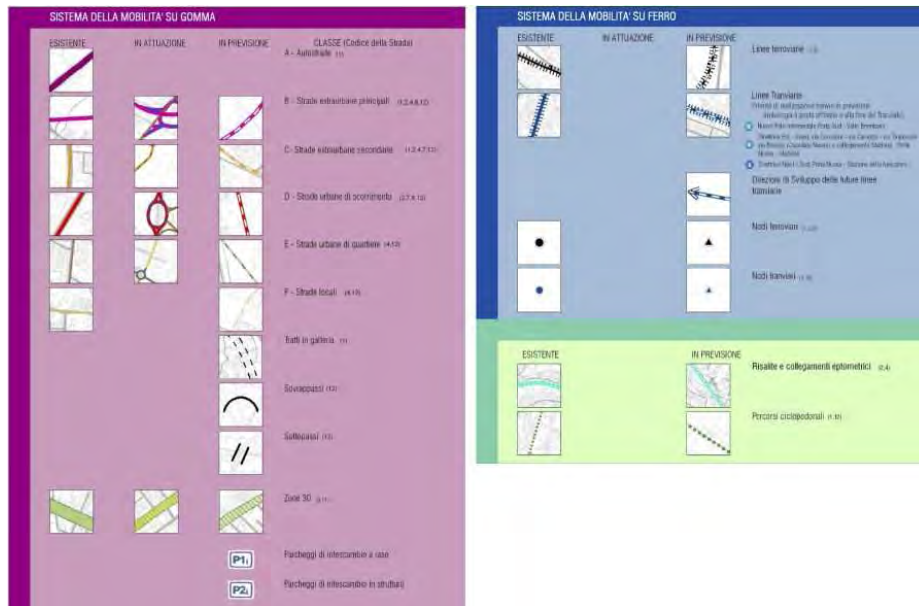 SISTEMA DELLA MOBILITA' SU GOMMA
ESISTENTE
IN ATTUAZIONE
IN PREVISIONE
CLASSE (Codice della Strada)
A - Autostrade
B - Strade extraurbane principali
C - Strade extraurbane secondarie
D - Strade urbane di scorrimento
E - Strade urbane di quartiere
F - Strade locali
Tratti in galleria
Sovrappassi
Sottopassi
Zone 30
P1i
Parcheggi di interscambio a raso
P2i
Parcheggi di interscambio in struttura
SISTEMA DELLA MOBILITA' SU FERRO
ESISTENTE
IN ATTUAZIONE
IN PREVISIONE
Linee ferroviarie
Linee Tranviarie
Direzioni di Sviluppo delle future linee
tranviarie
Nodi ferroviari
Nodi tranviari
ESISTENTE
IN PREVISIONE
Risalite e collegamenti ettometrici (2,4)
Percorsi ciclopedonali